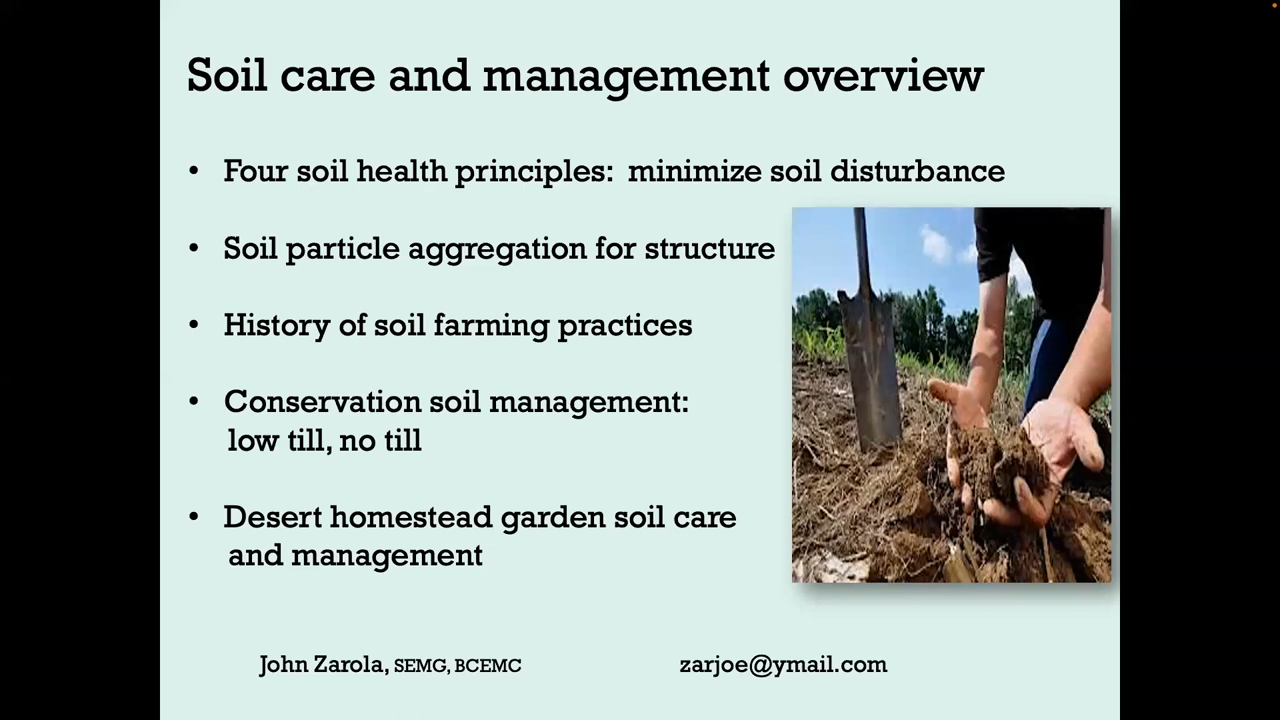 Soil care and management overview
• Four soil health principles: minimize soil disturbance
• Soil particle aggregation for structure
• History of soil farming practices
• Conservation soil management:
low till, no till
• Desert homestead garden soil care
and management
John Zarola, SEMG, BCEMC
zarjoe@ymail.com